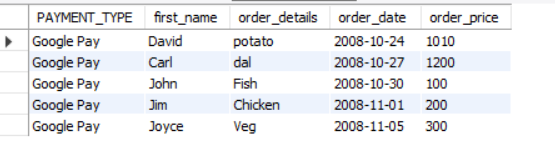 PAYMENT_TYPE first_name order_details order_date order_price
Google Pay David potato 2008-10-24 1010
Google Pay Carl dal 2008-10-27 1200
Google Pay John Fish 2008-10-30 100
Google Pay Jim Chicken 2008-11-01 200
Google Pay Joyce Veg 2008-11-05 300